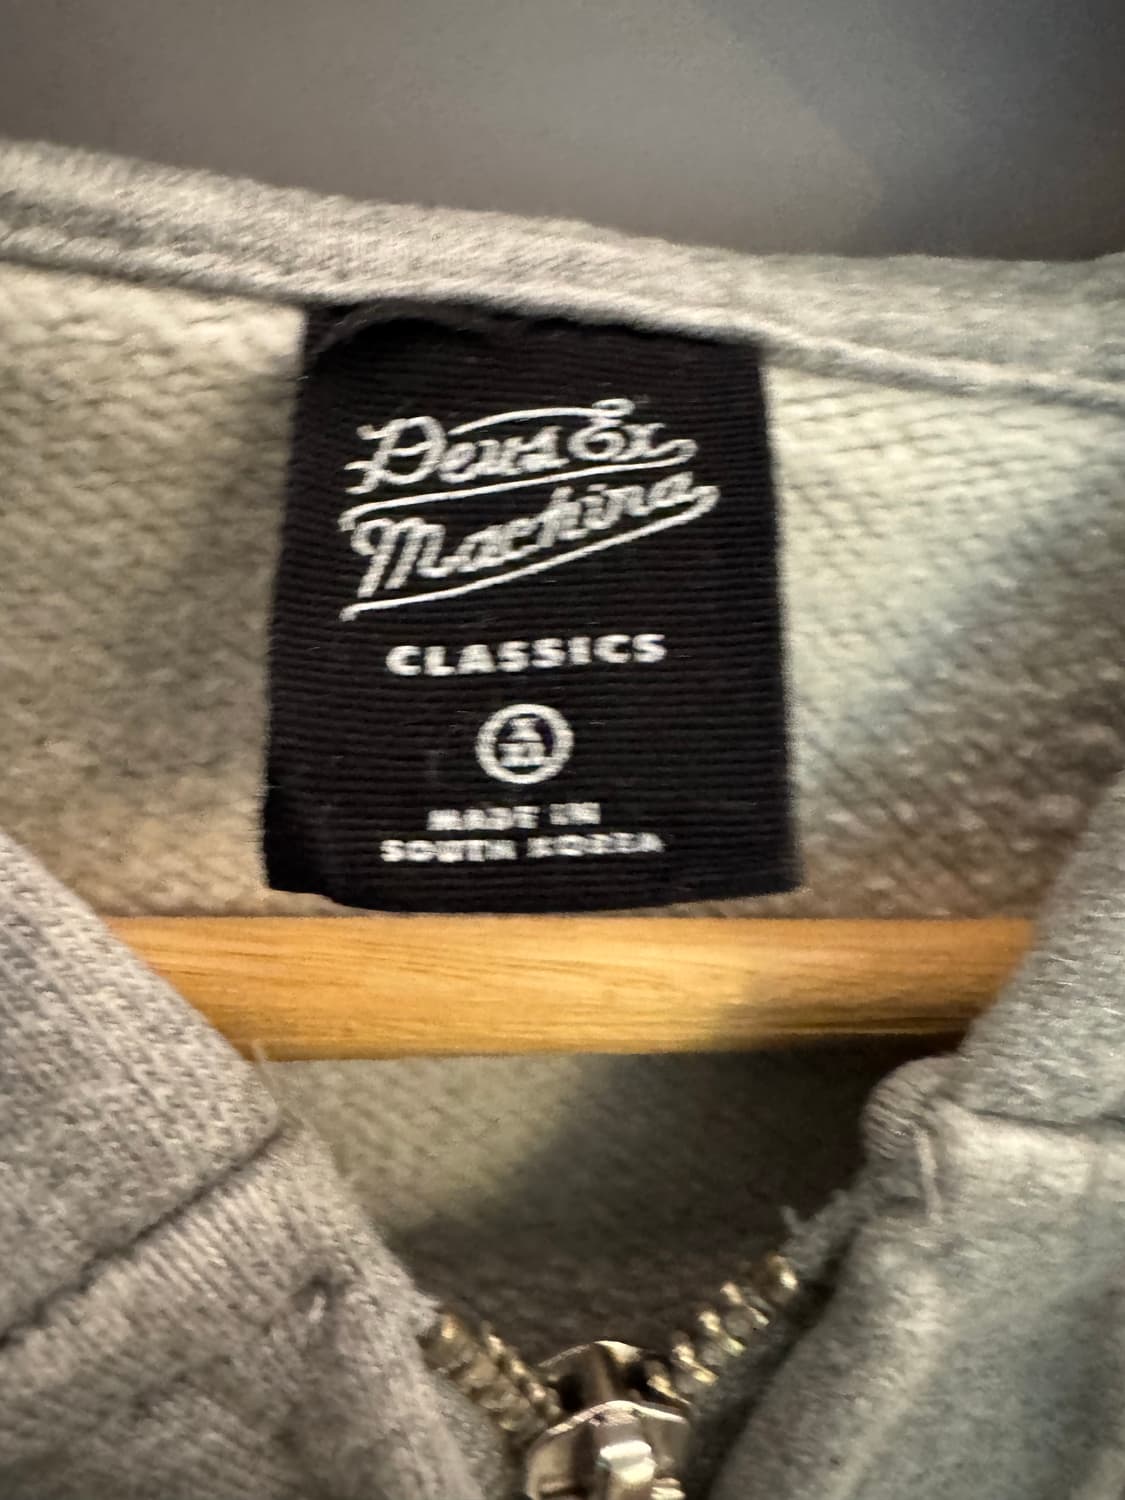 Deus Ex
Machina
CLASSICS
MADE IN
SOUTH KOREA